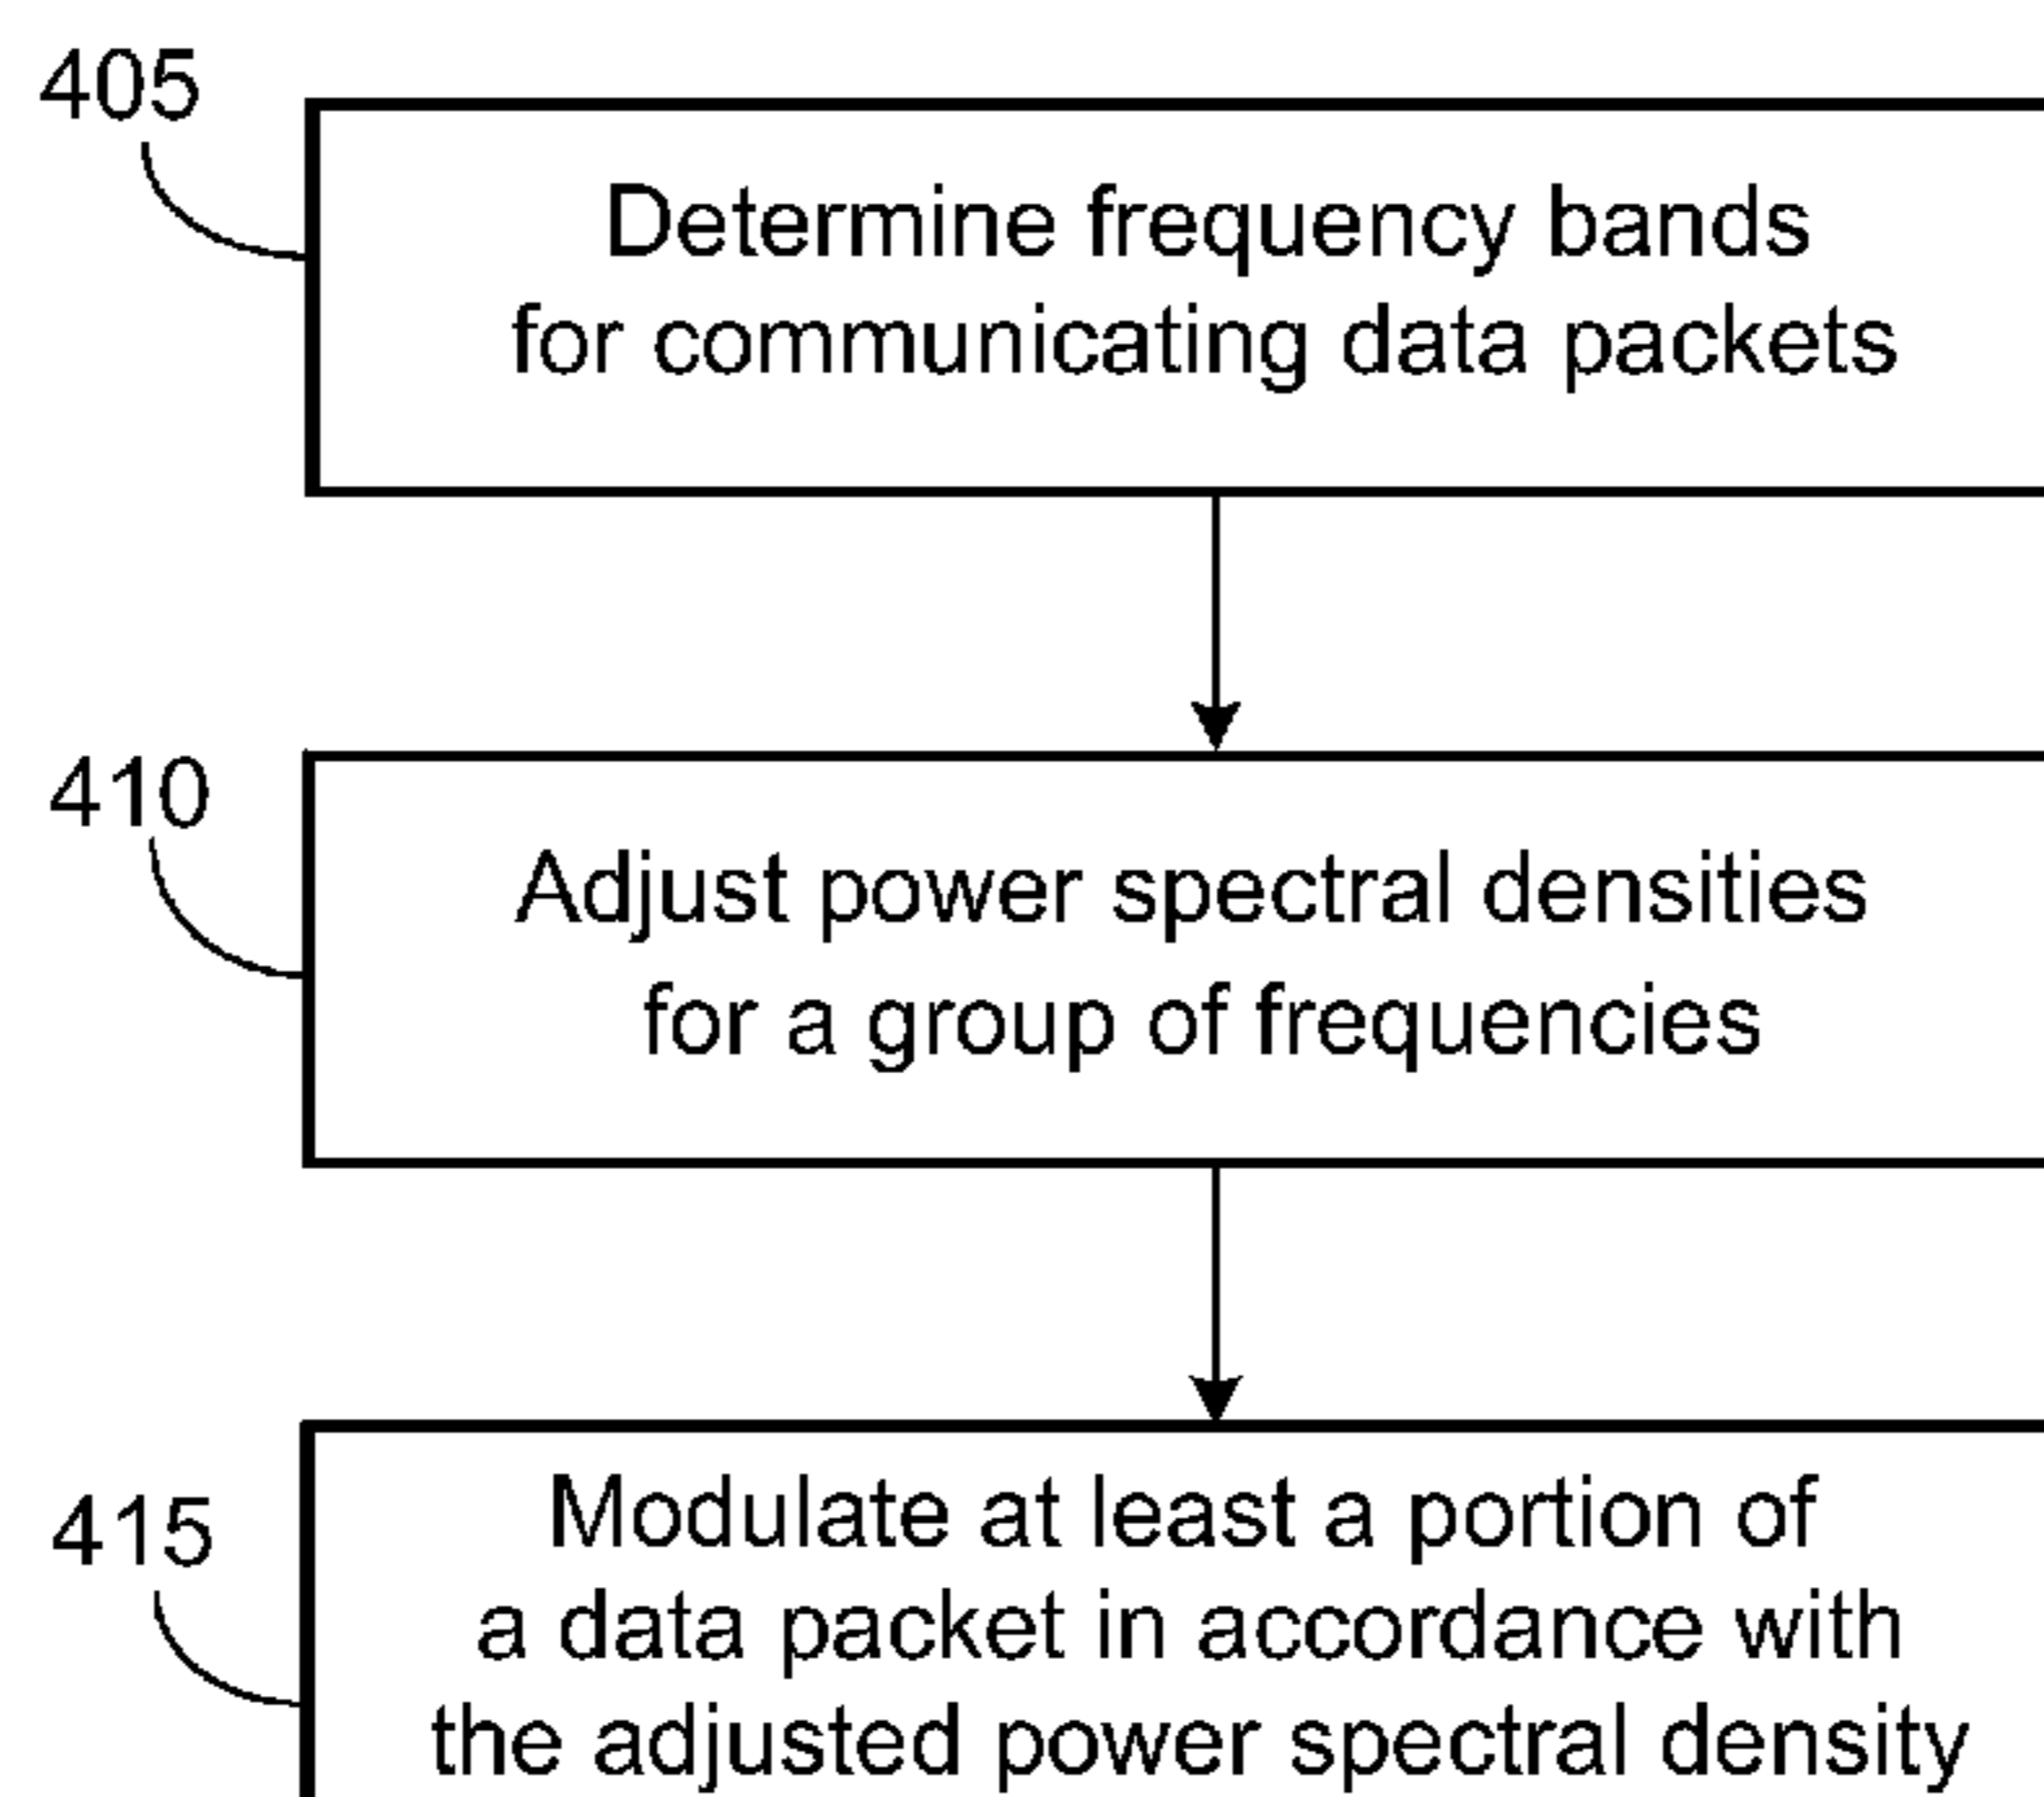 405
Determine frequency bands
for communicating data packets
410
Adjust power spectral densities
for a group of frequencies
415
Modulate at least a portion of
a data packet in accordance with
the adjusted power spectral density